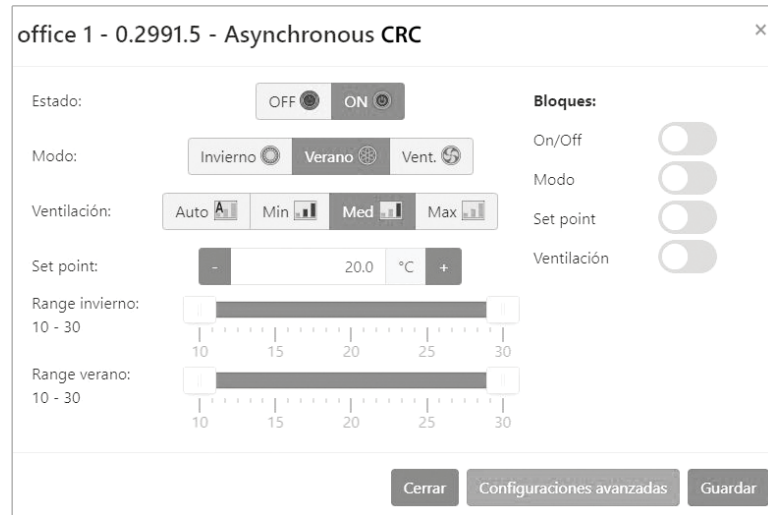 office 1 - 0.2991.5 - Asynchronous CRC ×
Estado: OFF ON
Modo: Invierno Verano Vent.
Ventilación: Auto A Min Med Max
Set point: - 20.0 °C +
Range invierno:
10 - 30
10 15 20 25 30
Range verano:
10 - 30
10 15 20 25 30
Bloques:
On/Off
Modo
Set point
Ventilación
Cerrar Configuraciones avanzadas Guardar